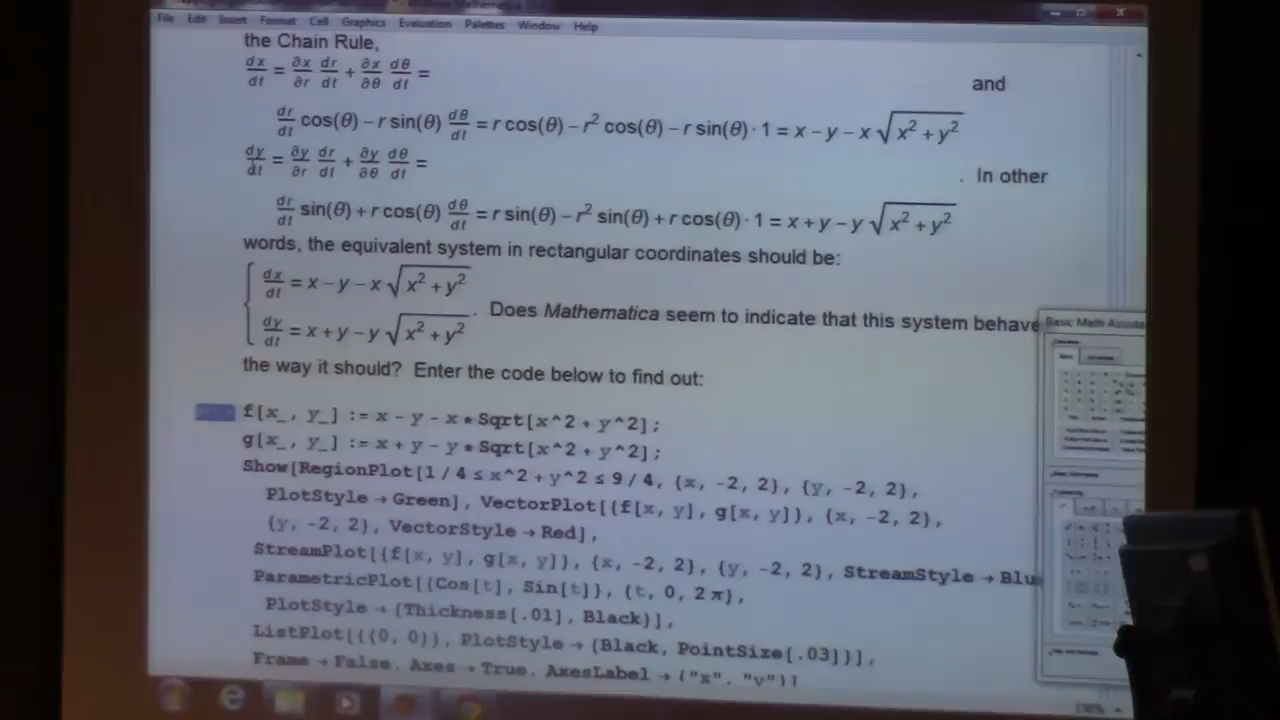 File Edit Insert Format Cell Graphics Evaluation Palettes Window Help
the Chain Rule,
dx/dt = ∂x/∂r dr/dt + ∂x/∂θ dθ/dt = and
dr/dt cos(θ) – r sin(θ) dθ/dt = r cos(θ) – r² cos(θ) – r sin(θ) · 1 = x – y – x √(x² + y²)
dy/dt = ∂y/∂r dr/dt + ∂y/∂θ dθ/dt = . In other
dr/dt sin(θ) + r cos(θ) dθ/dt = r sin(θ) – r² sin(θ) + r cos(θ) · 1 = x + y – y √(x² + y²)
words, the equivalent system in rectangular coordinates should be:
{ dx/dt = x – y – x √(x² + y²)
dy/dt = x + y – y √(x² + y²) . Does Mathematica seem to indicate that this system behave
the way it should? Enter the code below to find out:
f[x_, y_] := x - y - x * Sqrt[x^2 + y^2];
g[x_, y_] := x + y - y * Sqrt[x^2 + y^2];
Show[RegionPlot[1 / 4 ≤ x^2 + y^2 ≤ 9 / 4, {x, -2, 2}, {y, -2, 2},
PlotStyle → Green], VectorPlot[{f[x, y], g[x, y]}, {x, -2, 2},
{y, -2, 2}, VectorStyle → Red],
StreamPlot[{f[x, y], g[x, y]}, {x, -2, 2}, {y, -2, 2}, StreamStyle → Blu
ParametricPlot[{Cos[t], Sin[t]}, {t, 0, 2 π},
PlotStyle → {Thickness[.01], Black}],
ListPlot[{{0, 0}}, PlotStyle → {Black, PointSize[.03]}],
Frame → False, Axes → True, AxesLabel → {"x", "y"}]
Basic Math Assista